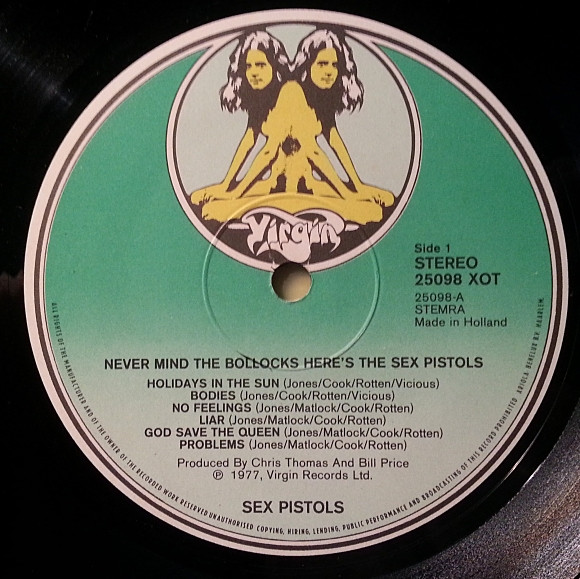 Virgin
Side 1
STEREO
25098 XOT
25098-A
STEMRA
Made in Holland
NEVER MIND THE BOLLOCKS HERE'S THE SEX PISTOLS
HOLIDAYS IN THE SUN (Jones/Cook/Rotten/Vicious)
BODIES (Jones/Cook/Rotten/Vicious)
NO FEELINGS (Jones/Matlock/Cook/Rotten)
LIAR (Jones/Matlock/Cook/Rotten)
GOD SAVE THE QUEEN (Jones/Matlock/Cook/Rotten)
PROBLEMS (Jones/Matlock/Cook/Rotten)
Produced By Chris Thomas And Bill Price
℗ 1977, Virgin Records Ltd.
SEX PISTOLS
ALL RIGHTS OF THE MANUFACTURER AND OF THE OWNER OF THE RECORDED WORK RESERVED UNAUTHORISED COPYING, HIRING, LENDING, PUBLIC PERFORMANCE AND BROADCASTING OF THIS RECORD PROHIBITED. ARIOLA BENELUX B.V. HAARLEM.